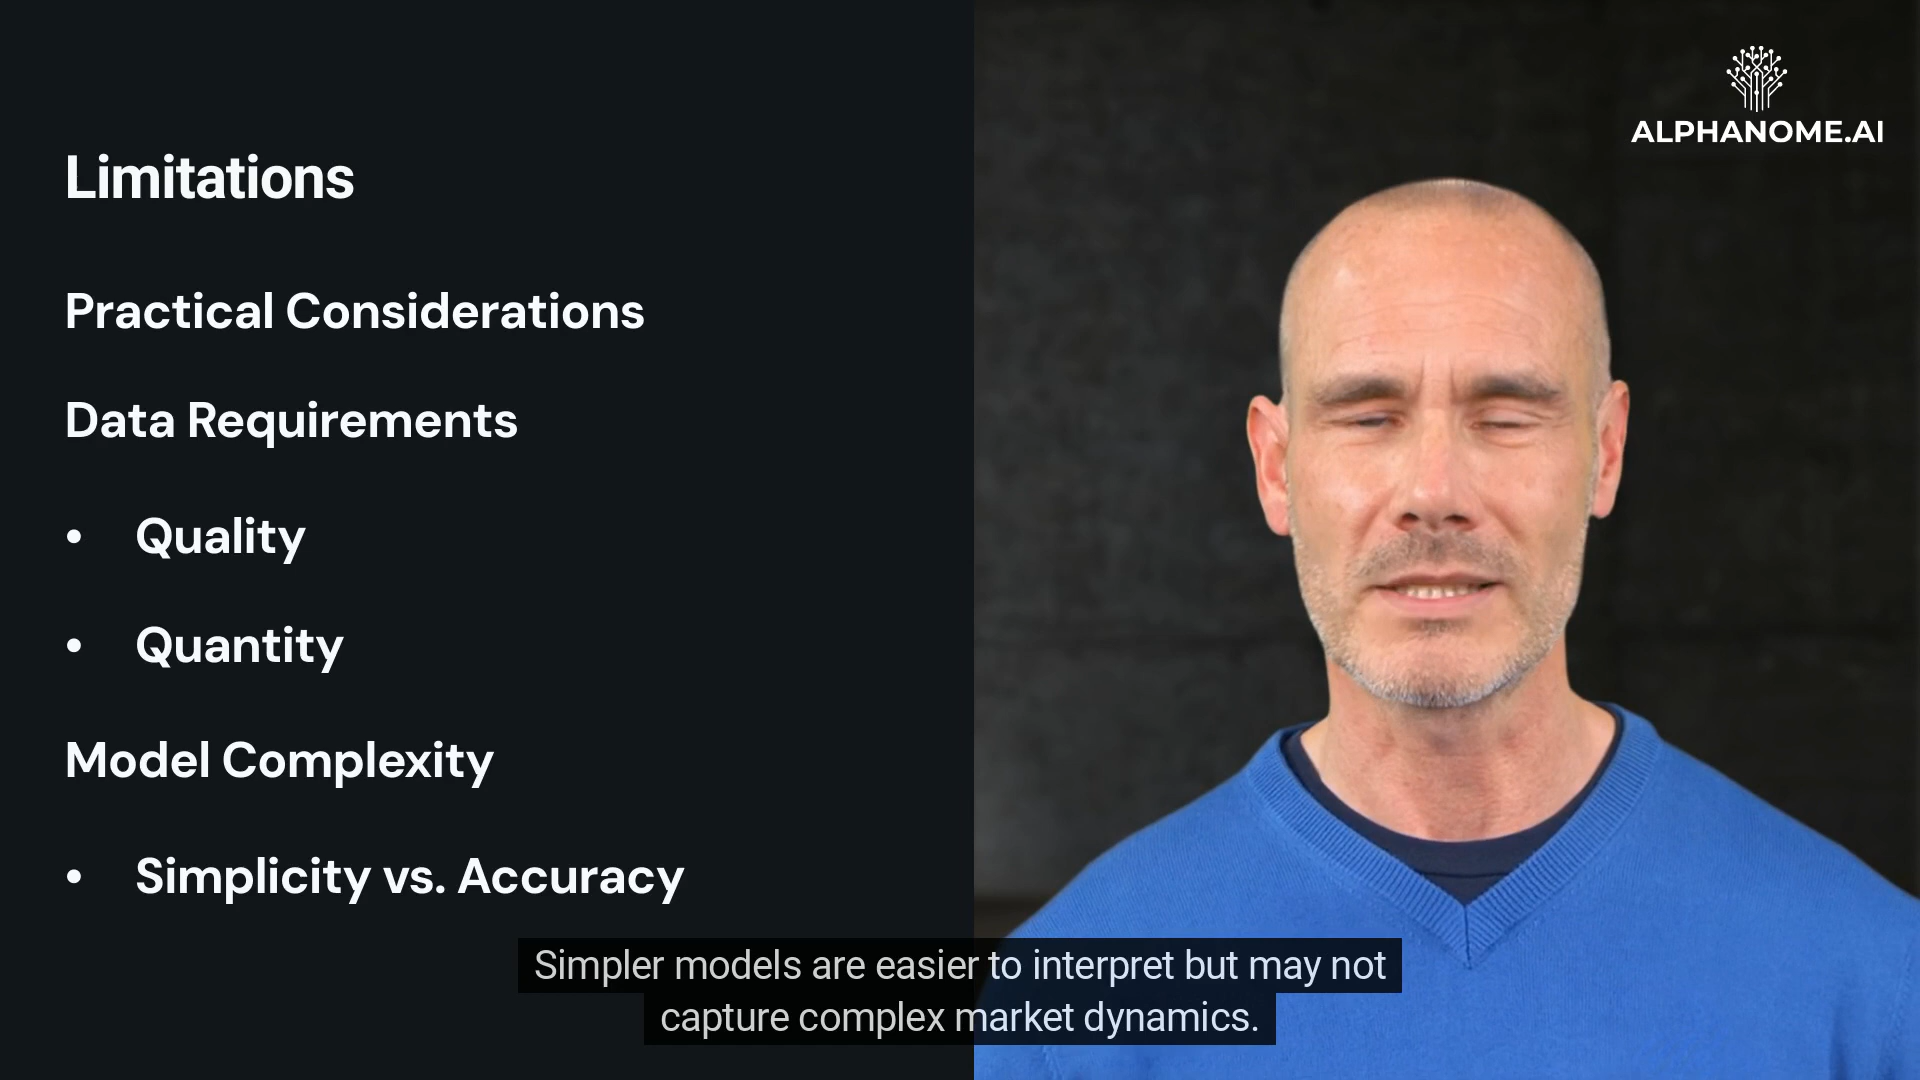 ALPHANOME.AI
Limitations
Practical Considerations
Data Requirements
• Quality
• Quantity
Model Complexity
• Simplicity vs. Accuracy
Simpler models are easier to interpret but may not
capture complex market dynamics.